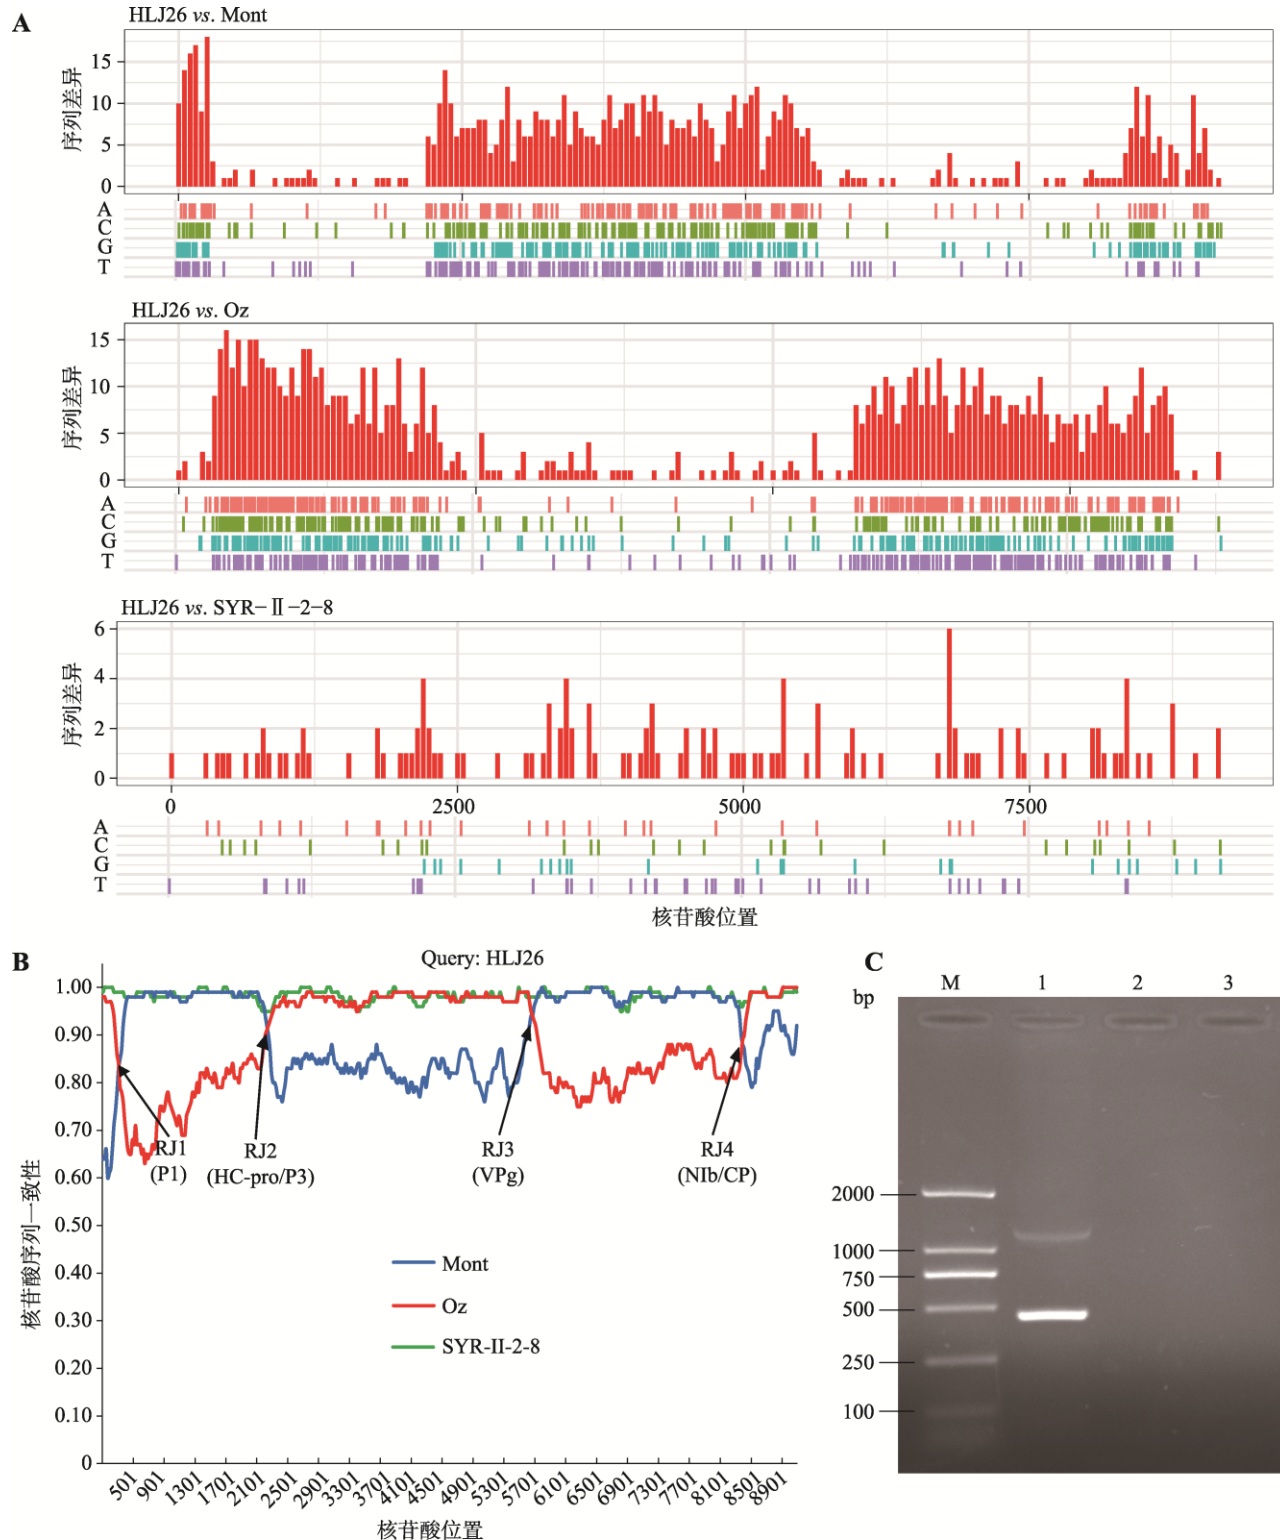 A
HLJ26 vs. Mont
序列差异
15
10
5
0
A
C
G
T
HLJ26 vs. Oz
序列差异
15
10
5
0
A
C
G
T
HLJ26 vs. SYR-Ⅱ-2-8
序列差异
6
4
2
0
0 2500 5000 7500
A
C
G
T
核苷酸位置
B
Query: HLJ26
核苷酸序列一致性
1.00
0.90
0.80
0.70
0.60
0.50
0.40
0.30
0.20
0.10
0
RJ1
(P1)
RJ2
(HC-pro/P3)
RJ3
(VPg)
RJ4
(NIb/CP)
Mont
Oz
SYR-II-2-8
501 901 1301 1701 2101 2501 2901 3301 3701 4101 4501 4901 5301 5701 6101 6501 6901 7301 7701 8101 8501 8901
核苷酸位置
C
bp M 1 2 3
2000
1000
750
500
250
100